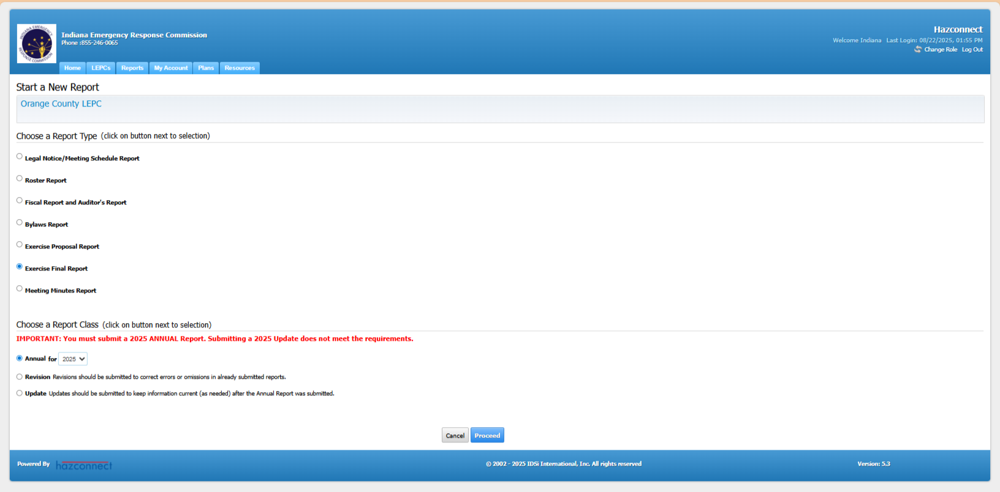 Indiana Emergency Response Commission
Phone :855-246-0065
Hazconnect
Welcome Indiana Last Login: 08/22/2025, 01:55 PM
Change Role Log Out
INDIANA EMERGENCY RESPONSE COMMISSION
Home LEPCs Reports My Account Plans Resources
Start a New Report
Orange County LEPC
Choose a Report Type (click on button next to selection)
Legal Notice/Meeting Schedule Report
Roster Report
Fiscal Report and Auditor's Report
Bylaws Report
Exercise Proposal Report
Exercise Final Report
Meeting Minutes Report
Choose a Report Class (click on button next to selection)
IMPORTANT: You must submit a 2025 ANNUAL Report. Submitting a 2025 Update does not meet the requirements.
Annual for 2025
Revision Revisions should be submitted to correct errors or omissions in already submitted reports.
Update Updates should be submitted to keep information current (as needed) after the Annual Report was submitted.
Cancel Proceed
Powered By hazconnect © 2002 - 2025 IDSi International, Inc. All rights reserved Version: 5.3